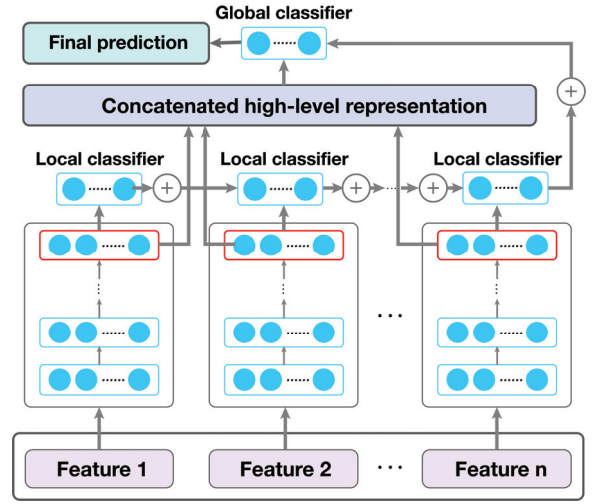 Global classifier
Final prediction
......
Concatenated high-level representation
Local classifier
Local classifier
Local classifier
......
+
......
+
...
+
......
+
......
......
......
...
...
...
......
......
...
......
......
......
......
Feature 1
Feature 2
...
Feature n